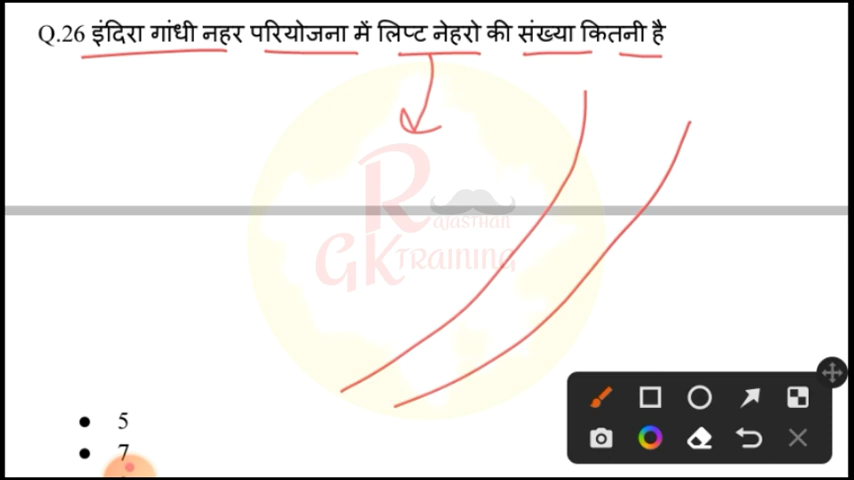 Q.26 इंदिरा गांधी नहर परियोजना में लिप्ट नेहरो की संख्या कितनी है
R
RAJASTHAN
GK TRAINING
5
7